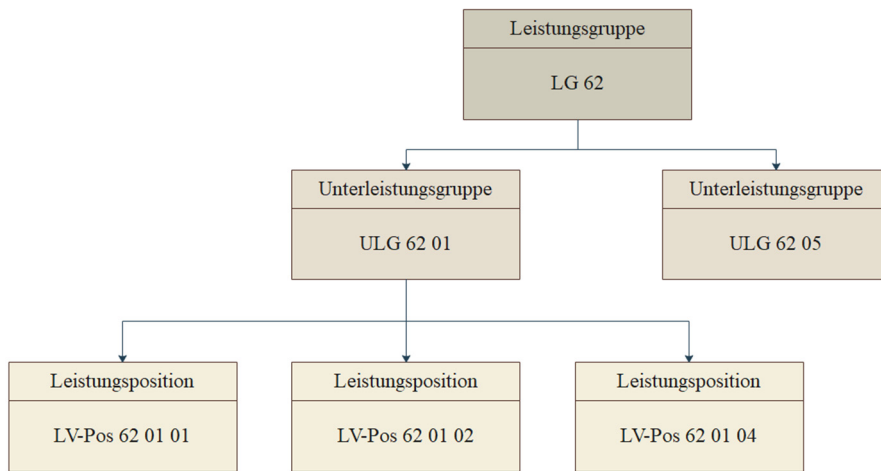 Leistungsgruppe
LG 62
Unterleistungsgruppe
ULG 62 01
Unterleistungsgruppe
ULG 62 05
Leistungsposition
LV-Pos 62 01 01
Leistungsposition
LV-Pos 62 01 02
Leistungsposition
LV-Pos 62 01 04